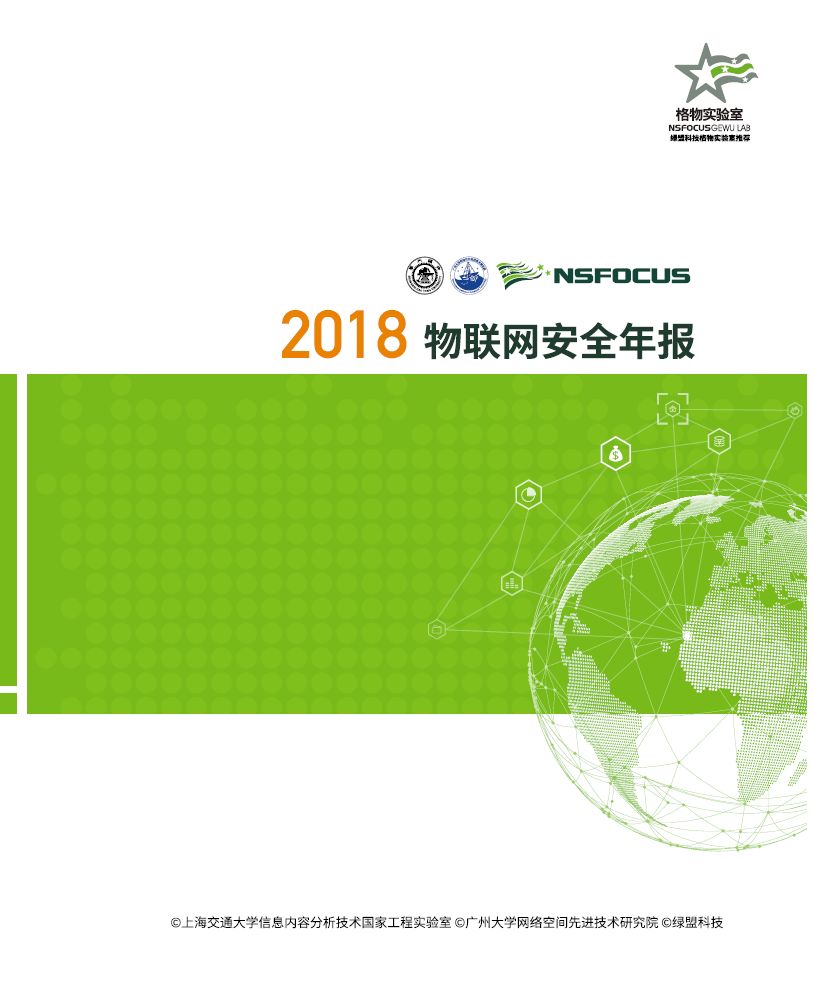 格物实验室
NSFOCUS GEWU LAB
绿盟科技格物实验室推荐
NSFOCUS
2018 物联网安全年报
©上海交通大学信息内容分析技术国家工程实验室 ©广州大学网络空间先进技术研究院 ©绿盟科技